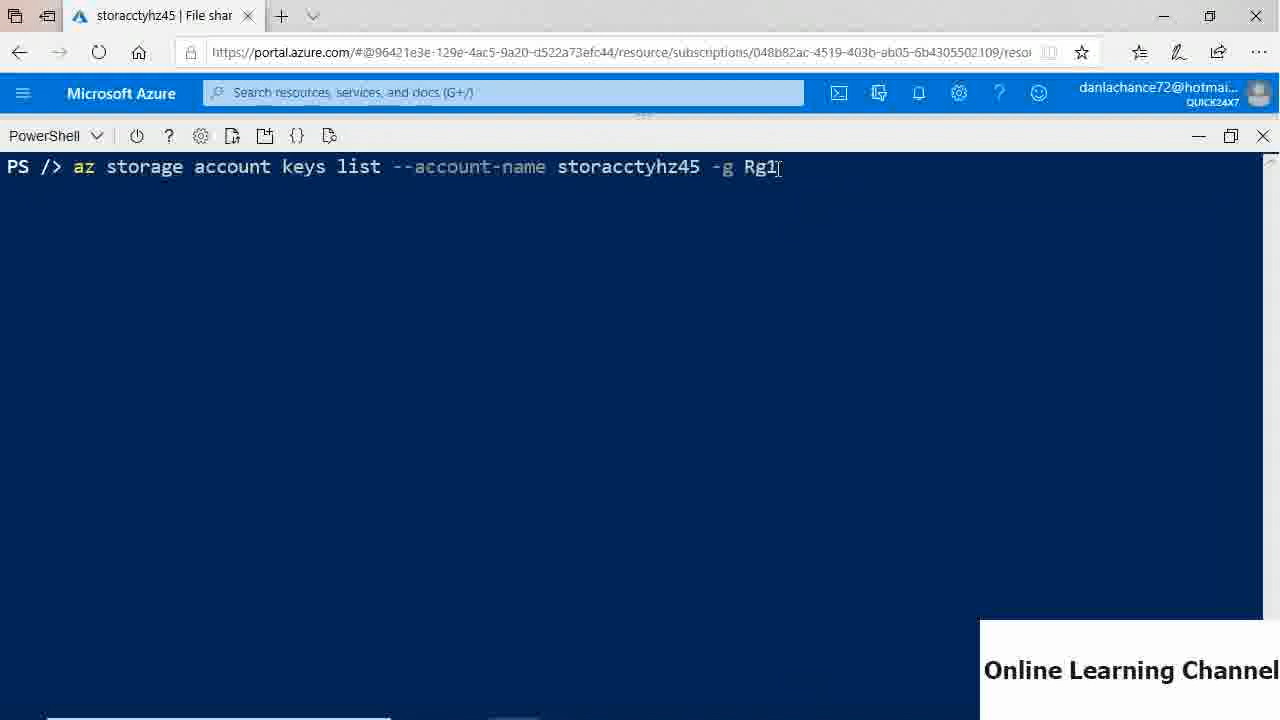 storacctyhz45 | File shar
https://portal.azure.com/#@96421e3e-129e-4ac5-9a20-d522a73efc44/resource/subscriptions/048b82ac-4519-403b-ab05-6b4305502109/resou
Microsoft Azure
Search resources, services, and docs (G+/)
danlachance72@hotmai...
QUICK24X7
PowerShell
PS /> az storage account keys list --account-name storacctyhz45 -g Rg1
Online Learning Channel